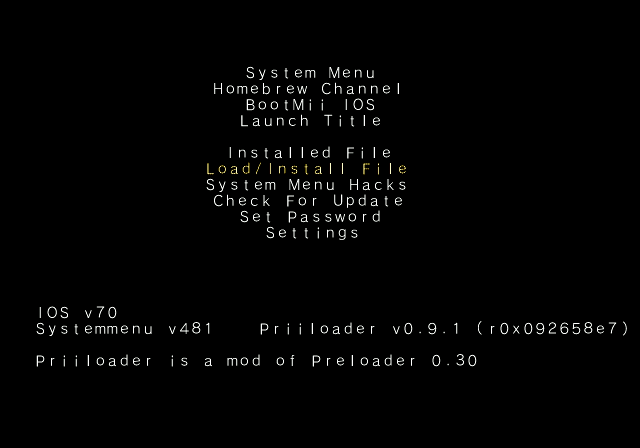 System Menu
Homebrew Channel
BootMii IOS
Launch Title
Installed File
Load/Install File
System Menu Hacks
Check For Update
Set Password
Settings
IOS v70
Systemmenu v481    Priiloader v0.9.1 (r0x092658e7)
Priiloader is a mod of Preloader 0.30